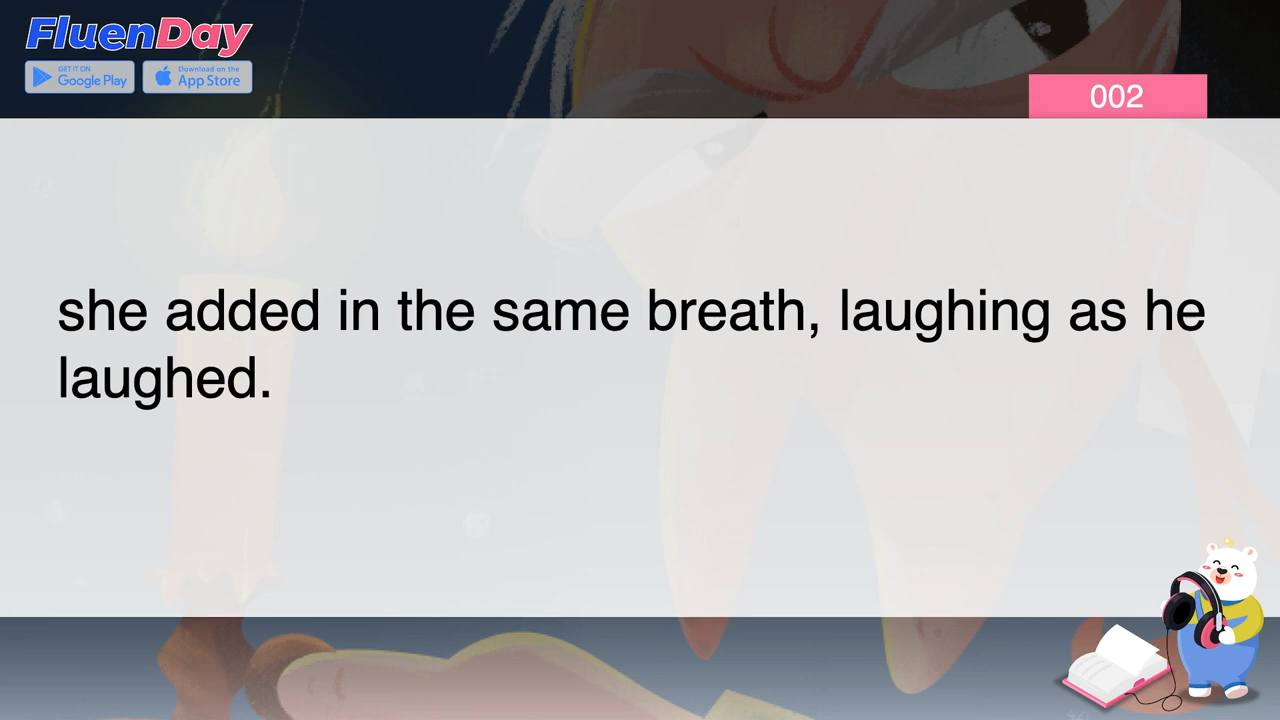 FluenDay
GET IT ON
Google Play
Download on the
App Store
002
she added in the same breath, laughing as he
laughed.